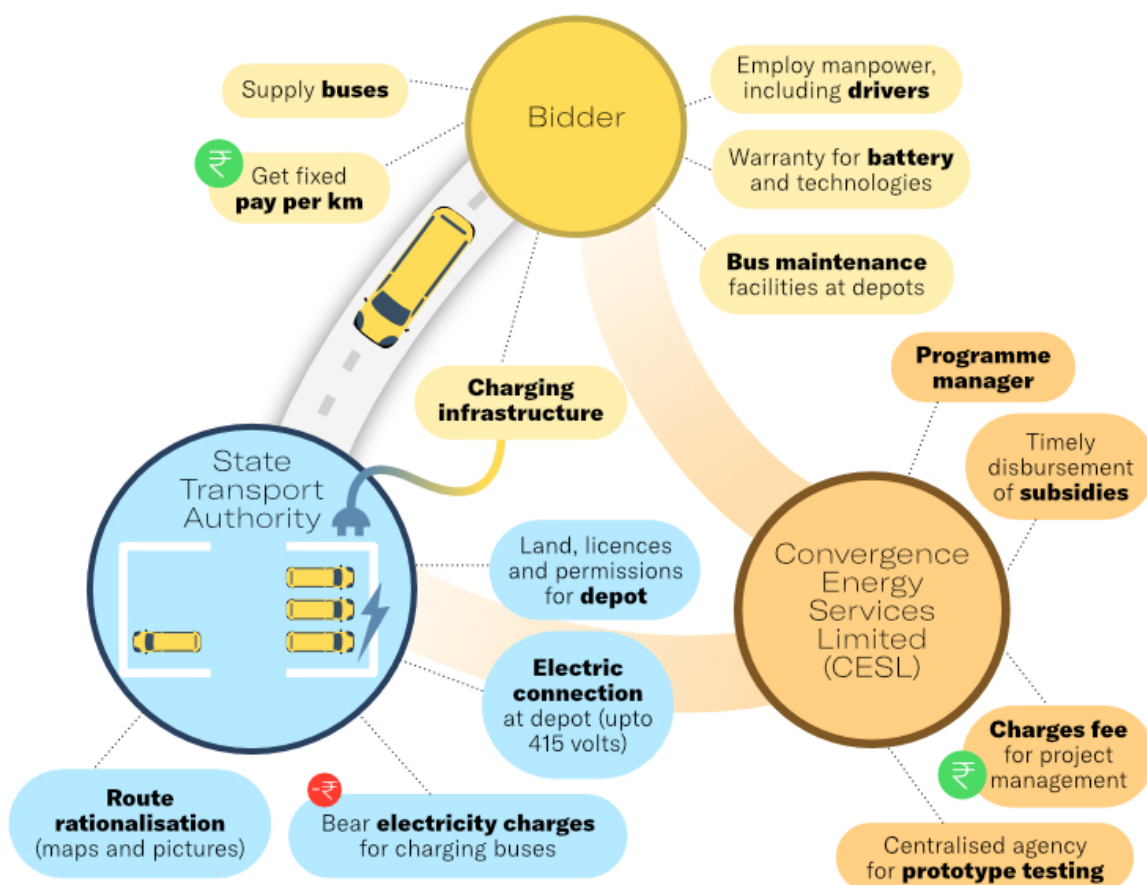 Bidder
Supply buses
₹
Get fixed
pay per km
Employ manpower,
including drivers
Warranty for battery
and technologies
Bus maintenance
facilities at depots
Charging
infrastructure
State
Transport
Authority
Land, licences
and permissions
for depot
Electric
connection
at depot (upto
415 volts)
Route
rationalisation
(maps and pictures)
-₹
Bear electricity charges
for charging buses
Programme
manager
Timely
disbursement
of subsidies
Convergence
Energy
Services
Limited
(CESL)
Charges fee
for project
management
₹
Centralised agency
for prototype testing